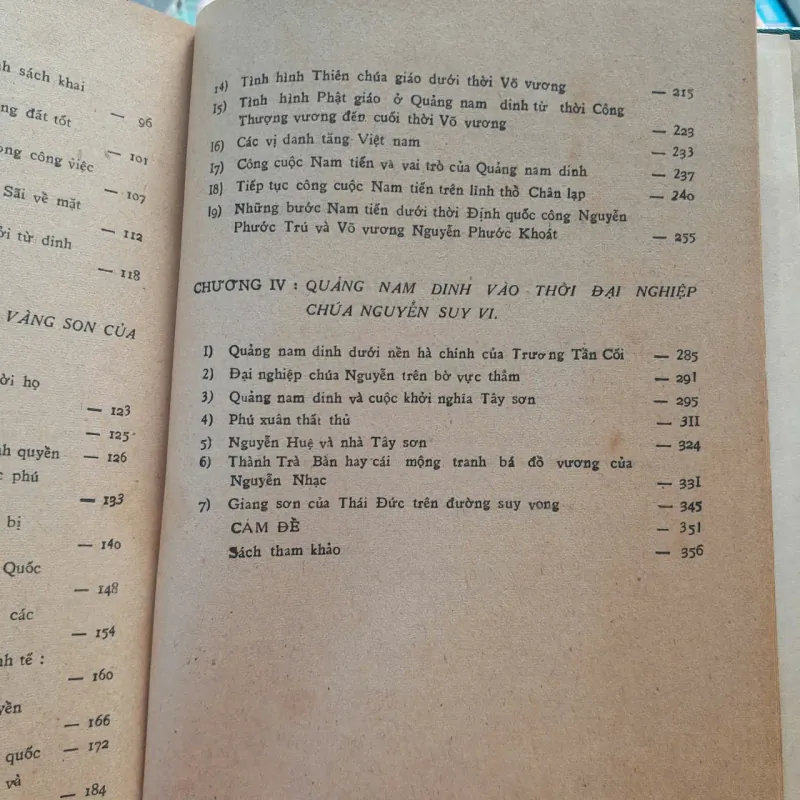 h sách khai
— 96
ng đất tốt
— 101
ong công việc
— 107
Sãi về mặt
— 112
ởi từ dinh
— 118
VÀNG SON CỦA
ời họ
— 123
— 125
h quyền — 126
c phú
— 133
bị
— 140
Quốc
— 148
các
— 154
nh tế :
— 160
yền
— 166
quốc — 172
và
— 184
14) Tình hình Thiên chúa giáo dưới thời Võ vương — 215
15) Tình hình Phật giáo ở Quảng nam dinh từ thời Công
Thượng vương đến cuối thời Võ vương — 223
16) Các vị danh tăng Việt nam — 233
17) Công cuộc Nam tiến và vai trò của Quảng nam dinh — 237
18) Tiếp tục công cuộc Nam tiến trên lãnh thổ Chân lạp — 240
19) Những bước Nam tiến dưới thời Định quốc công Nguyễn
Phước Trú và Võ vương Nguyễn Phước Khoát — 255
CHƯƠNG IV : QUẢNG NAM DINH VÀO THỜI ĐẠI NGHIỆP
CHÚA NGUYỄN SUY VI.
1) Quảng nam dinh dưới nền hà chính của Trương Tần Cối — 285
2) Đại nghiệp chúa Nguyễn trên bờ vực thẳm — 291
3) Quảng nam dinh và cuộc khởi nghĩa Tây sơn — 295
4) Phú xuân thất thủ — 311
5) Nguyễn Huệ và nhà Tây sơn — 324
6) Thành Trà Bàn hay cái mộng tranh bá đồ vương của
Nguyễn Nhạc — 331
7) Giang sơn của Thái Đức trên đường suy vong — 345
CẢM ĐỀ — 351
Sách tham khảo — 356